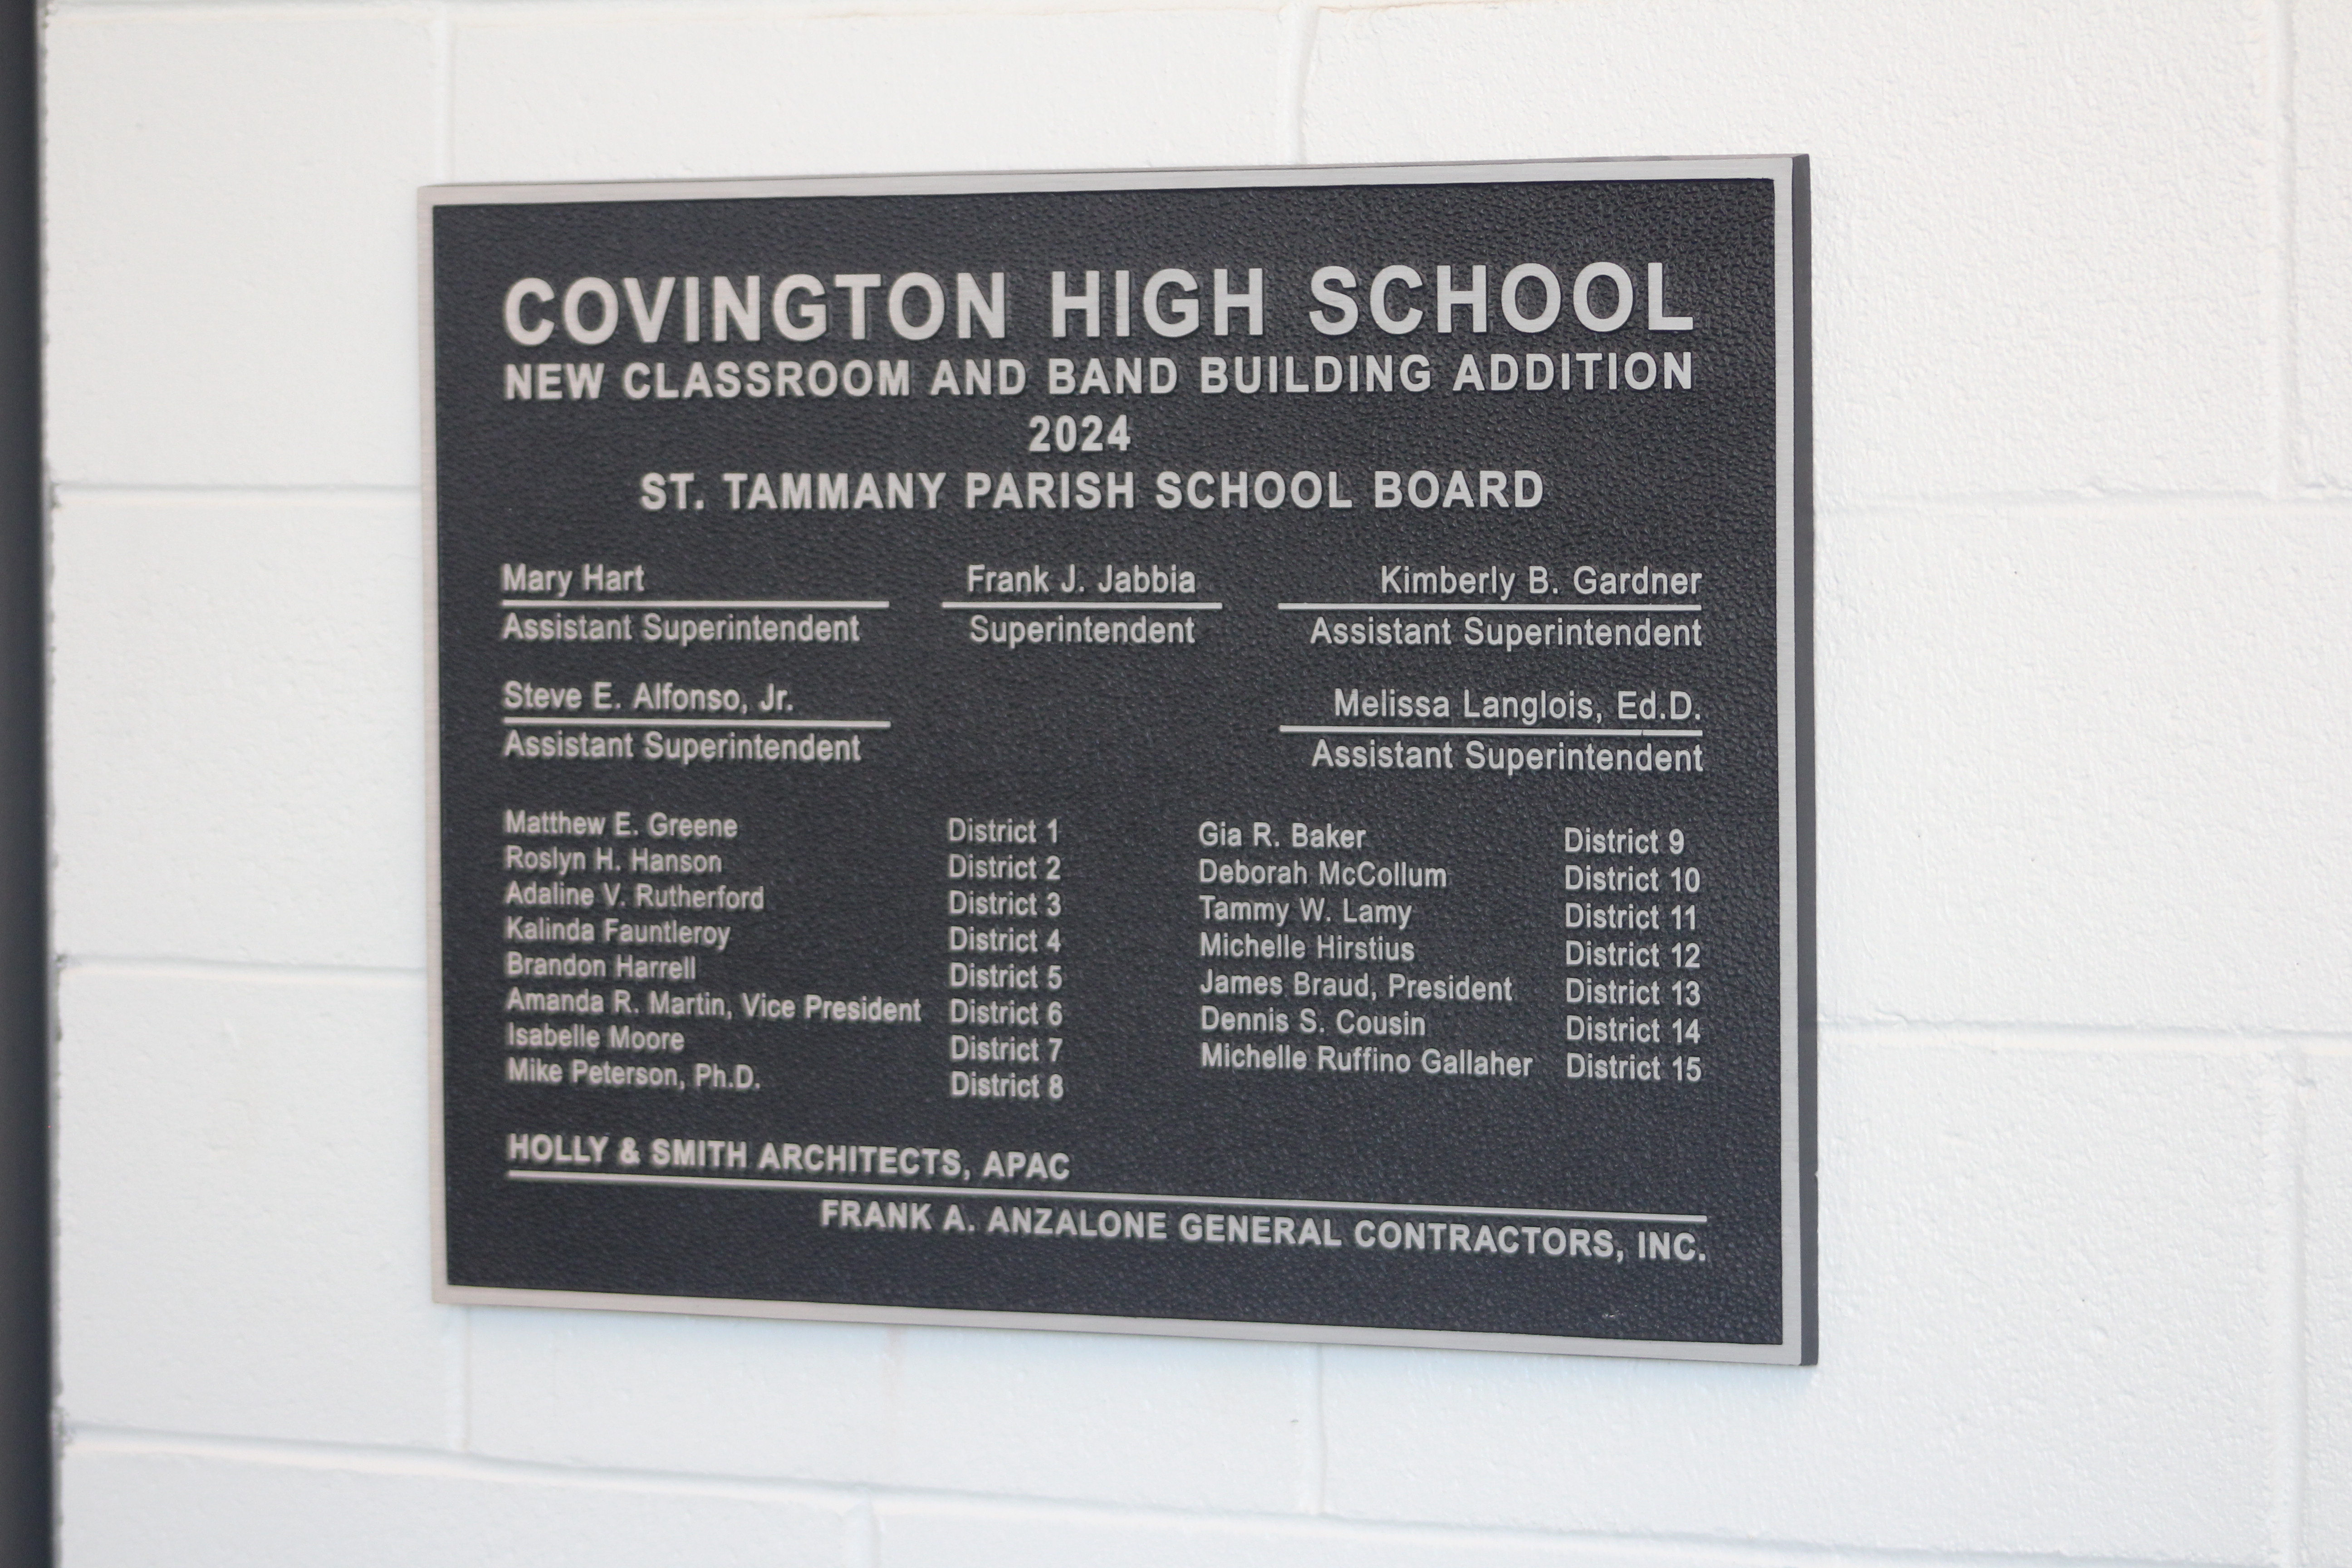 COVINGTON HIGH SCHOOL
NEW CLASSROOM AND BAND BUILDING ADDITION
2024
ST. TAMMANY PARISH SCHOOL BOARD
Mary Hart Frank J. Jabbia Kimberly B. Gardner
Assistant Superintendent Superintendent Assistant Superintendent
Steve E. Alfonso, Jr. Melissa Langlois, Ed.D.
Assistant Superintendent Assistant Superintendent
Matthew E. Greene District 1 Gia R. Baker District 9
Roslyn H. Hanson District 2 Deborah McCollum District 10
Adaline V. Rutherford District 3 Tammy W. Lamy District 11
Kalinda Fauntleroy District 4 Michelle Hirstius District 12
Brandon Harrell District 5 James Braud, President District 13
Amanda R. Martin, Vice President District 6 Dennis S. Cousin District 14
Isabelle Moore District 7 Michelle Ruffino Gallaher District 15
Mike Peterson, Ph.D. District 8
HOLLY & SMITH ARCHITECTS, APAC
FRANK A. ANZALONE GENERAL CONTRACTORS, INC.